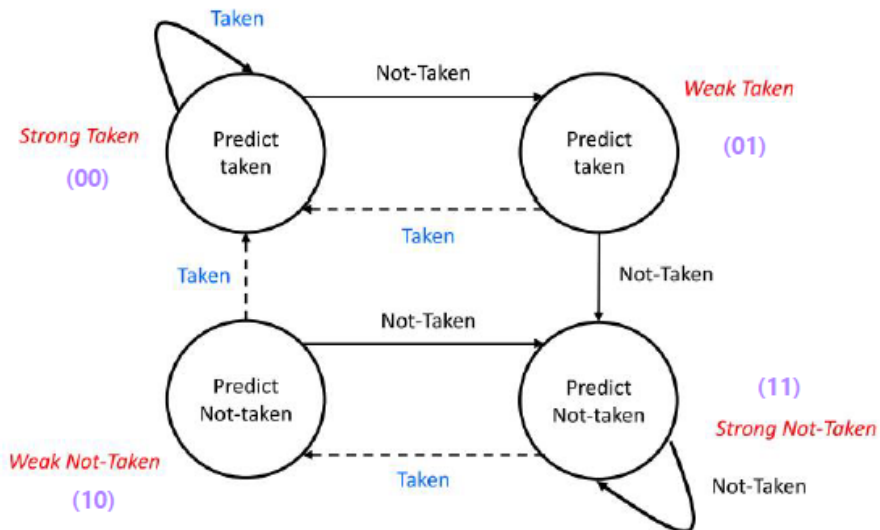 Taken
Not-Taken
Weak Taken
(01)
Strong Taken
(00)
Predict
taken
Predict
taken
Taken
Taken
Not-Taken
Not-Taken
Predict
Not-taken
Predict
Not-taken
(11)
Strong Not-Taken
Weak Not-Taken
(10)
Taken
Not-Taken